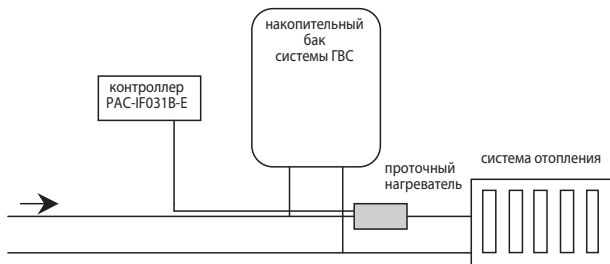 накопительный
бак
системы ГВС
контроллер
PAC-IF031B-E
проточный
нагреватель
система отопления